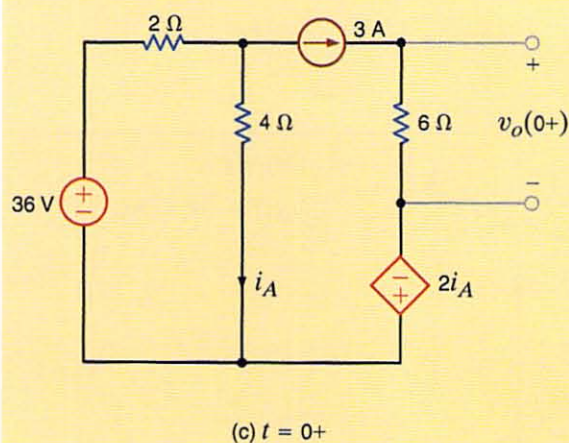 2 Ω
3 A
+
4 Ω
6 Ω
v_o(0+)
36 V
+
−
−
i_A
−
+
2i_A
(c) t = 0+